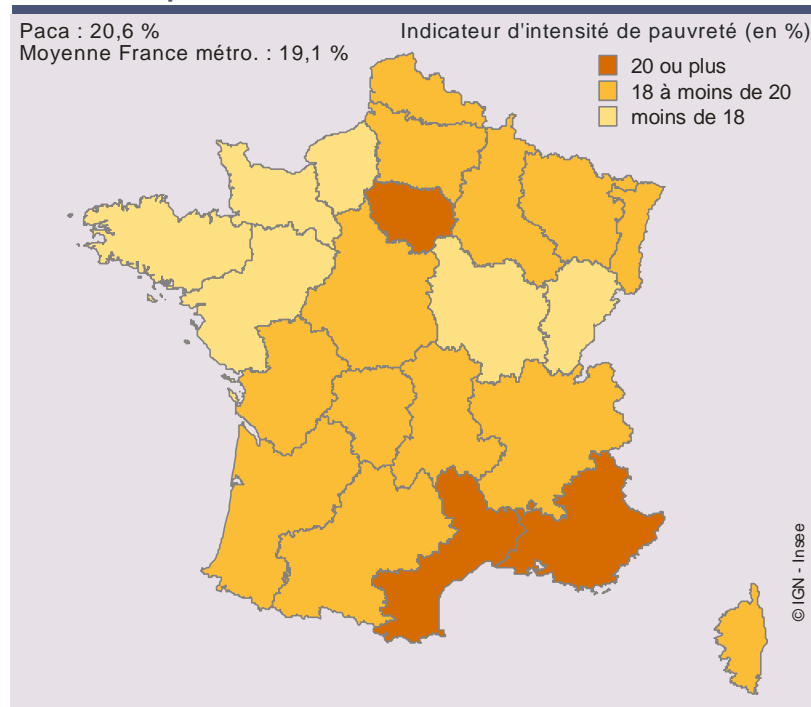 Paca : 20,6 %
Moyenne France métro. : 19,1 %
Indicateur d'intensité de pauvreté (en %)
20 ou plus
18 à moins de 20
moins de 18
© IGN - Insee